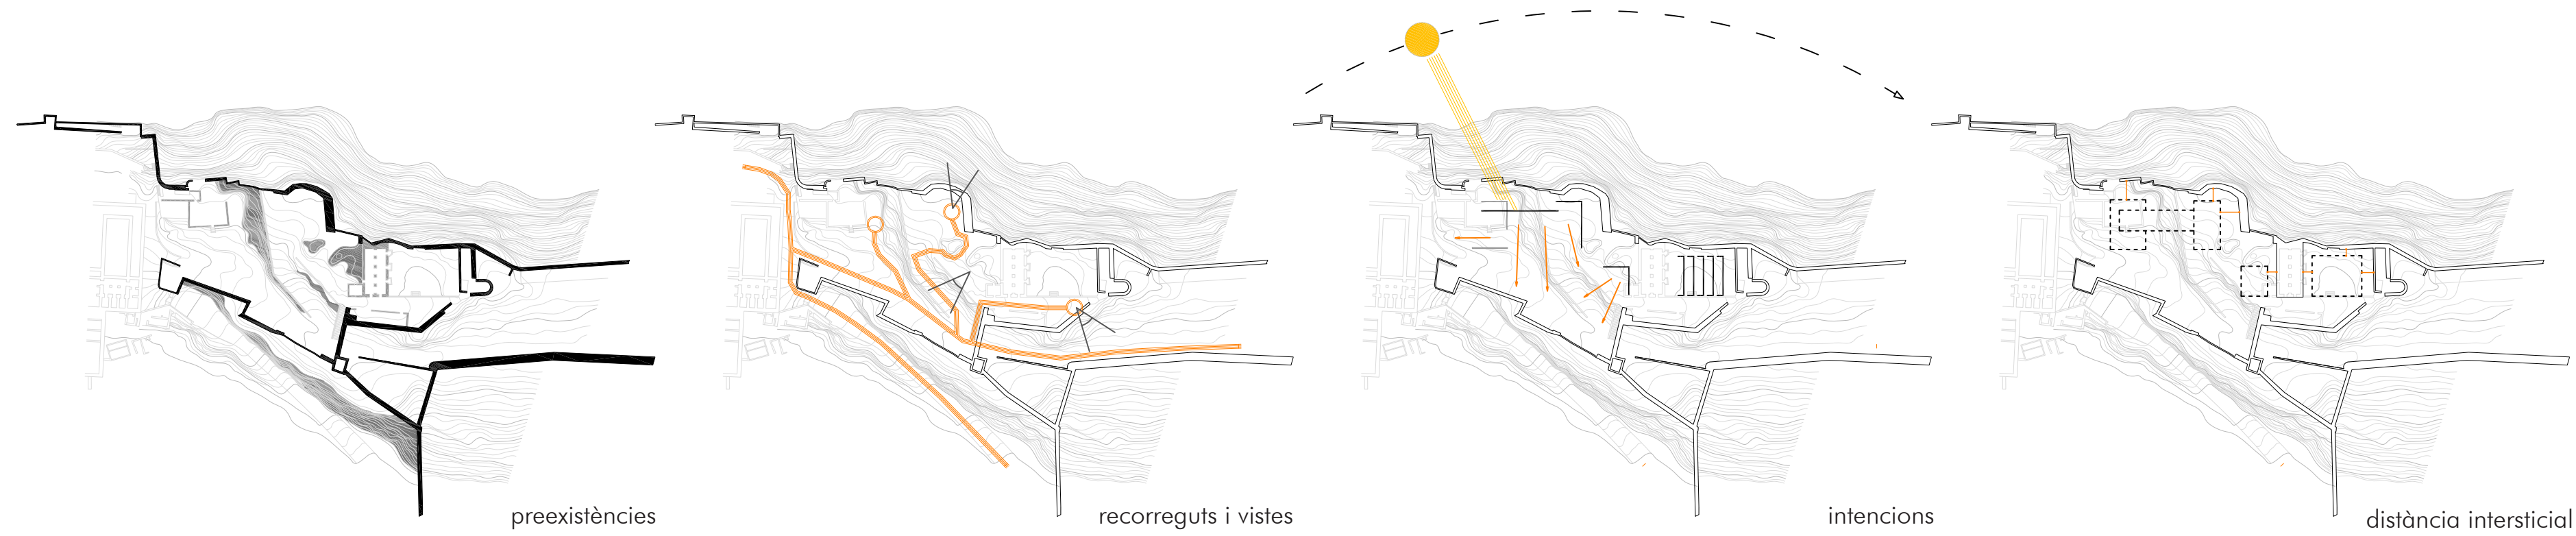 preexistències
recorreguts i vistes
intencions
distància intersticial